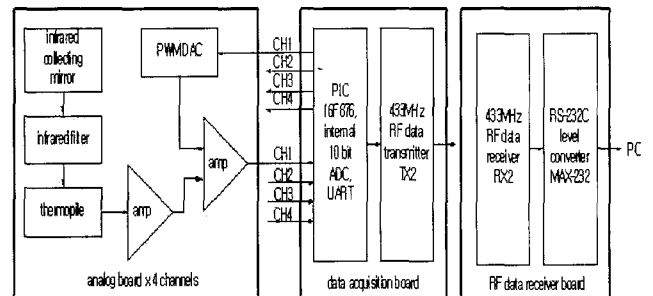 infrared
collecting
mirror
infrared filter
thermopile
PWMDAC
amp
amp
analog board x 4 channels
CH1
CH2
CH3
CH4
CH1
CH2
CH3
CH4
PIC
16F876,
internal
10 bit
ADC,
UART
433MHz
RF data
transmitter
TX2
data acquisition board
433MHz
RF data
receiver
RX2
RS-232C
level
converter
MAX-232
RF data receiver board
PC